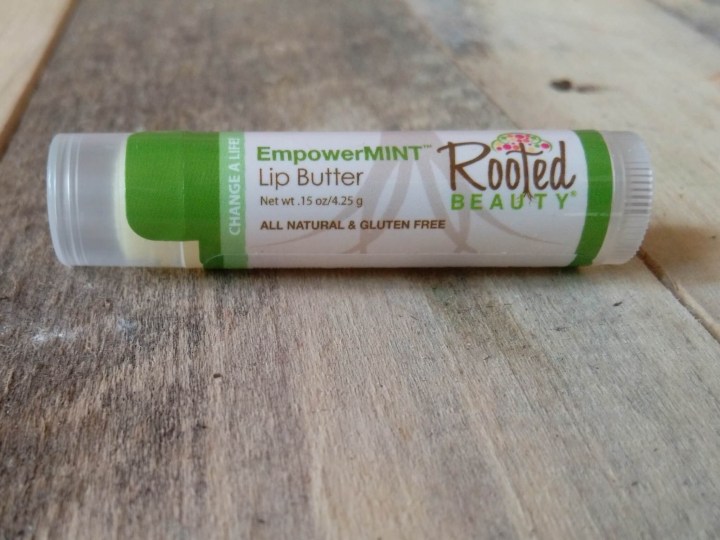 CHANGE A LIFE!
EmpowerMINT™
Lip Butter
Net wt .15 oz/4.25 g
ALL NATURAL & GLUTEN FREE
Rooted
BEAUTY®